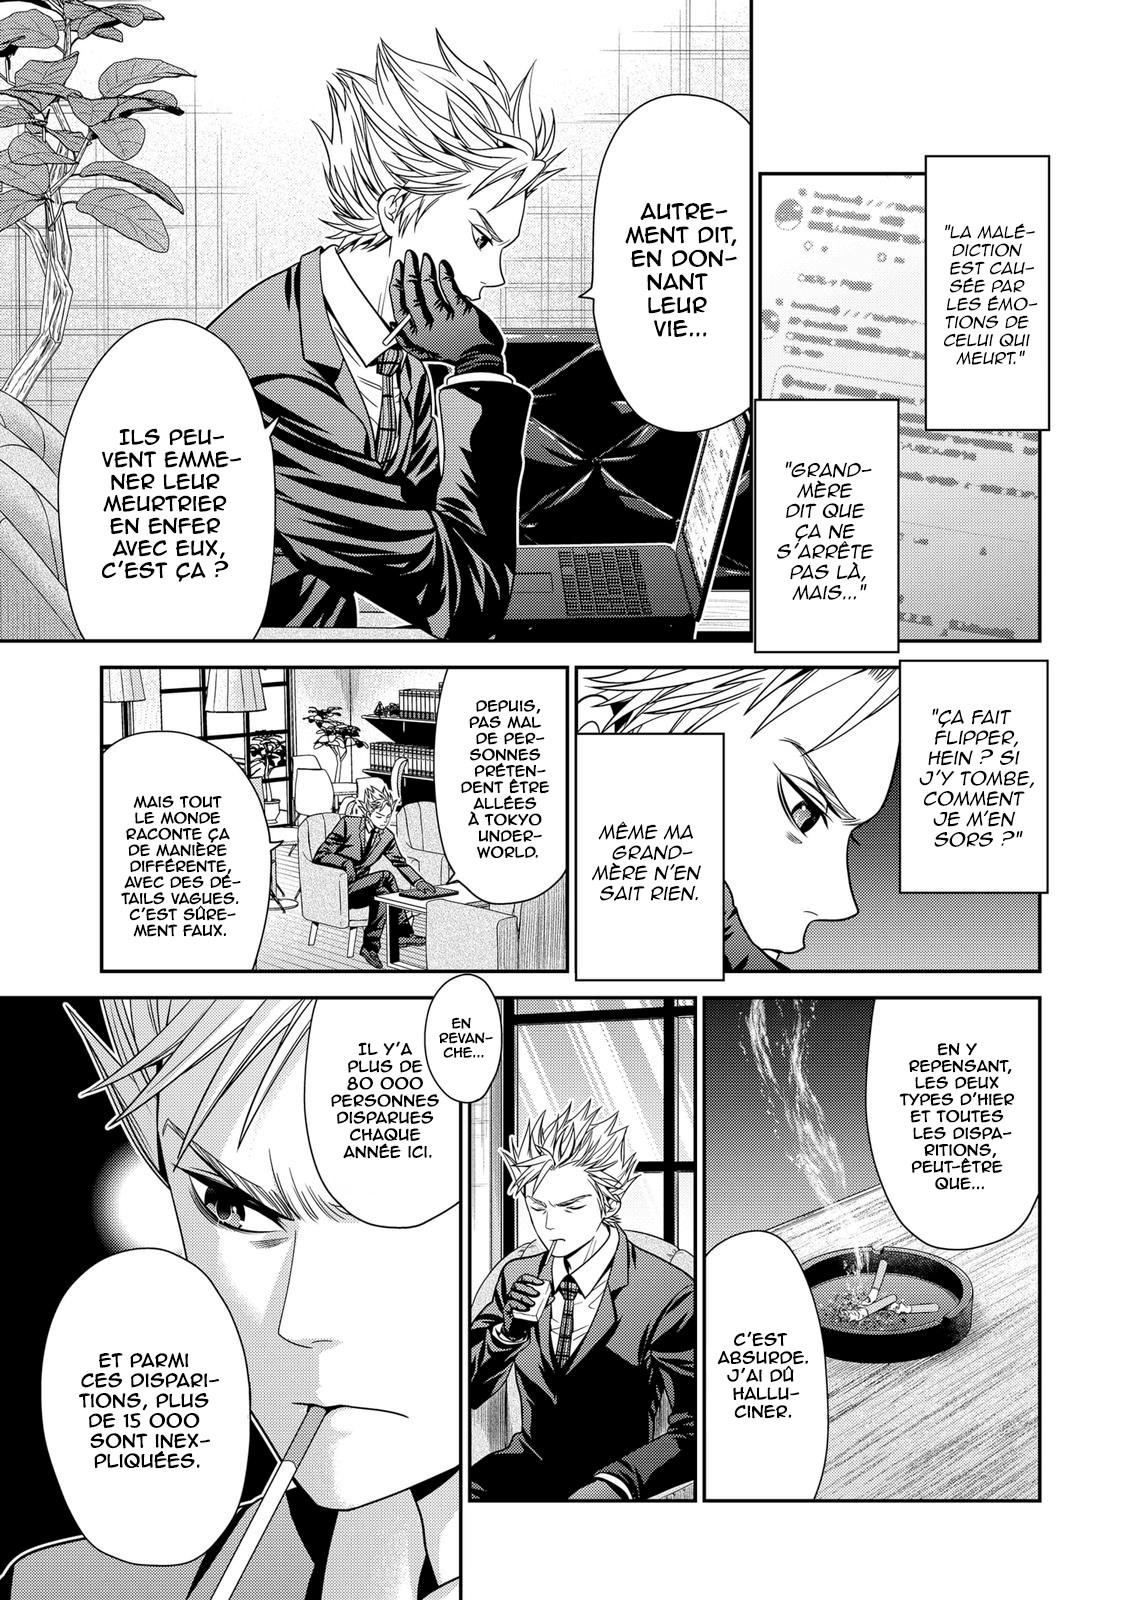 "LA MALÉ-
DICTION
EST CAU-
SÉE PAR
LES ÉMO-
TIONS DE
CELUI QUI
MEURT."
"GRAND-
MÈRE
DIT QUE
ÇA NE
S'ARRÊTE
PAS LÀ,
MAIS..."
AUTRE-
MENT DIT,
EN DON-
NANT
LEUR
VIE...
ILS PEU-
VENT EMME-
NER LEUR
MEURTRIER
EN ENFER
AVEC EUX,
C'EST ÇA ?
"ÇA FAIT
FLIPPER,
HEIN ? SI
J'Y TOMBE,
COMMENT
JE M'EN
SORS ?"
MÊME MA
GRAND-
MÈRE N'EN
SAIT RIEN.
DEPUIS,
PAS MAL
DE PER-
SONNES
PRÉTEN-
DENT ÊTRE
ALLÉES
À TOKYO
UNDER-
WORLD.
MAIS TOUT
LE MONDE
RACONTE ÇA
DE MANIÈRE
DIFFÉRENTE,
AVEC DES DÉ-
TAILS VAGUES.
C'EST SÛRE-
MENT FAUX.
EN Y
REPENSANT,
LES DEUX
TYPES D'HIER
ET TOUTES
LES DISPA-
RITIONS,
PEUT-ÊTRE
QUE...
C'EST
ABSURDE.
J'AI DÛ
HALLU-
CINER.
EN
REVAN-
CHE...
IL Y'A
PLUS DE
80 000
PERSONNES
DISPARUES
CHAQUE
ANNÉE ICI.
ET PARMI
CES DISPARI-
TIONS, PLUS
DE 15 000
SONT INEX-
PLIQUÉES.